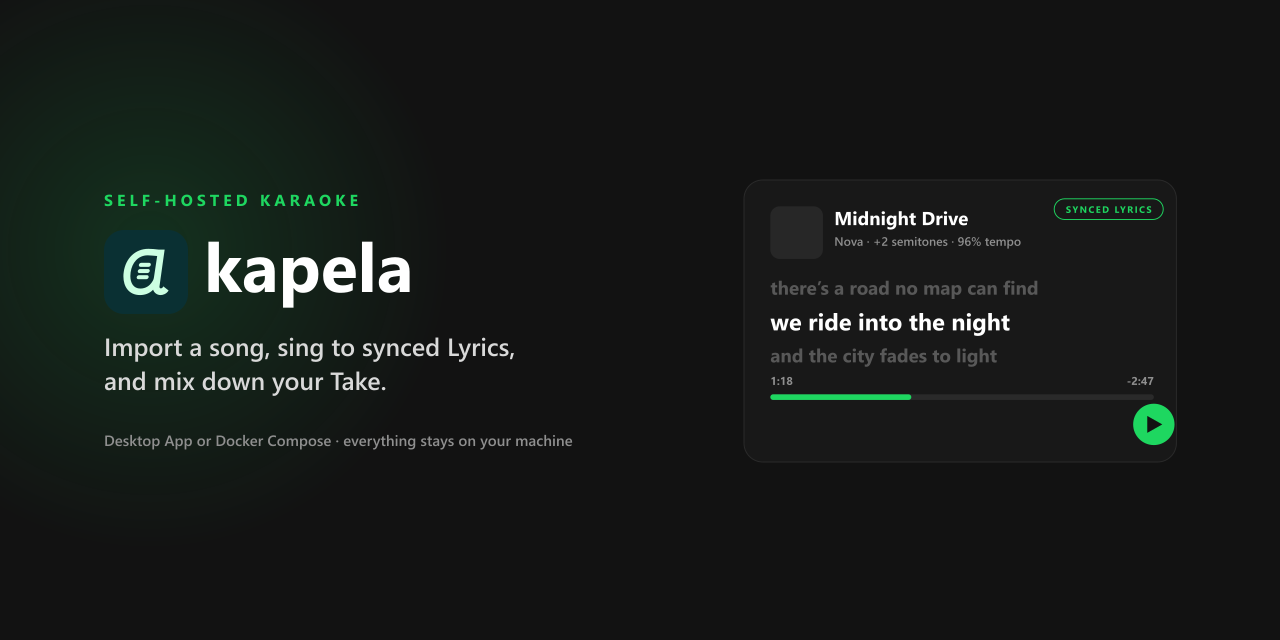 SELF-HOSTED KARAOKE
a kapela
Import a song, sing to synced Lyrics,
and mix down your Take.
Desktop App or Docker Compose · everything stays on your machine
SYNCED LYRICS
Midnight Drive
Nova · +2 semitones · 96% tempo
there’s a road no map can find
we ride into the night
and the city fades to light
1:18 -2:47